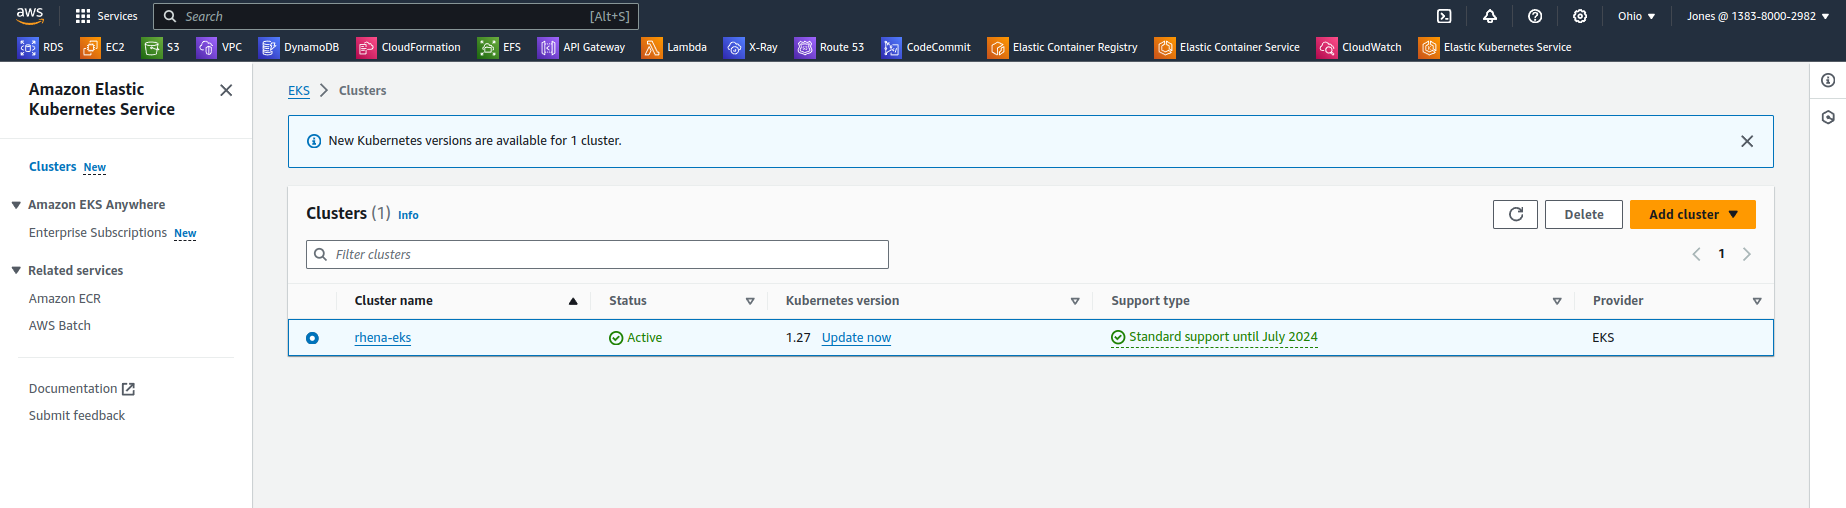 aws Services Search [Alt+S] Ohio Jones @ 1383-8000-2982
RDS EC2 S3 VPC DynamoDB CloudFormation EFS API Gateway Lambda X-Ray Route 53 CodeCommit Elastic Container Registry Elastic Container Service CloudWatch Elastic Kubernetes Service
Amazon Elastic
Kubernetes Service
Clusters New
Amazon EKS Anywhere
Enterprise Subscriptions New
Related services
Amazon ECR
AWS Batch
Documentation
Submit feedback
EKS Clusters
New Kubernetes versions are available for 1 cluster.
Clusters (1) Info Delete Add cluster
Filter clusters 1
Cluster name Status Kubernetes version Support type Provider
rhena-eks Active 1.27 Update now Standard support until July 2024 EKS